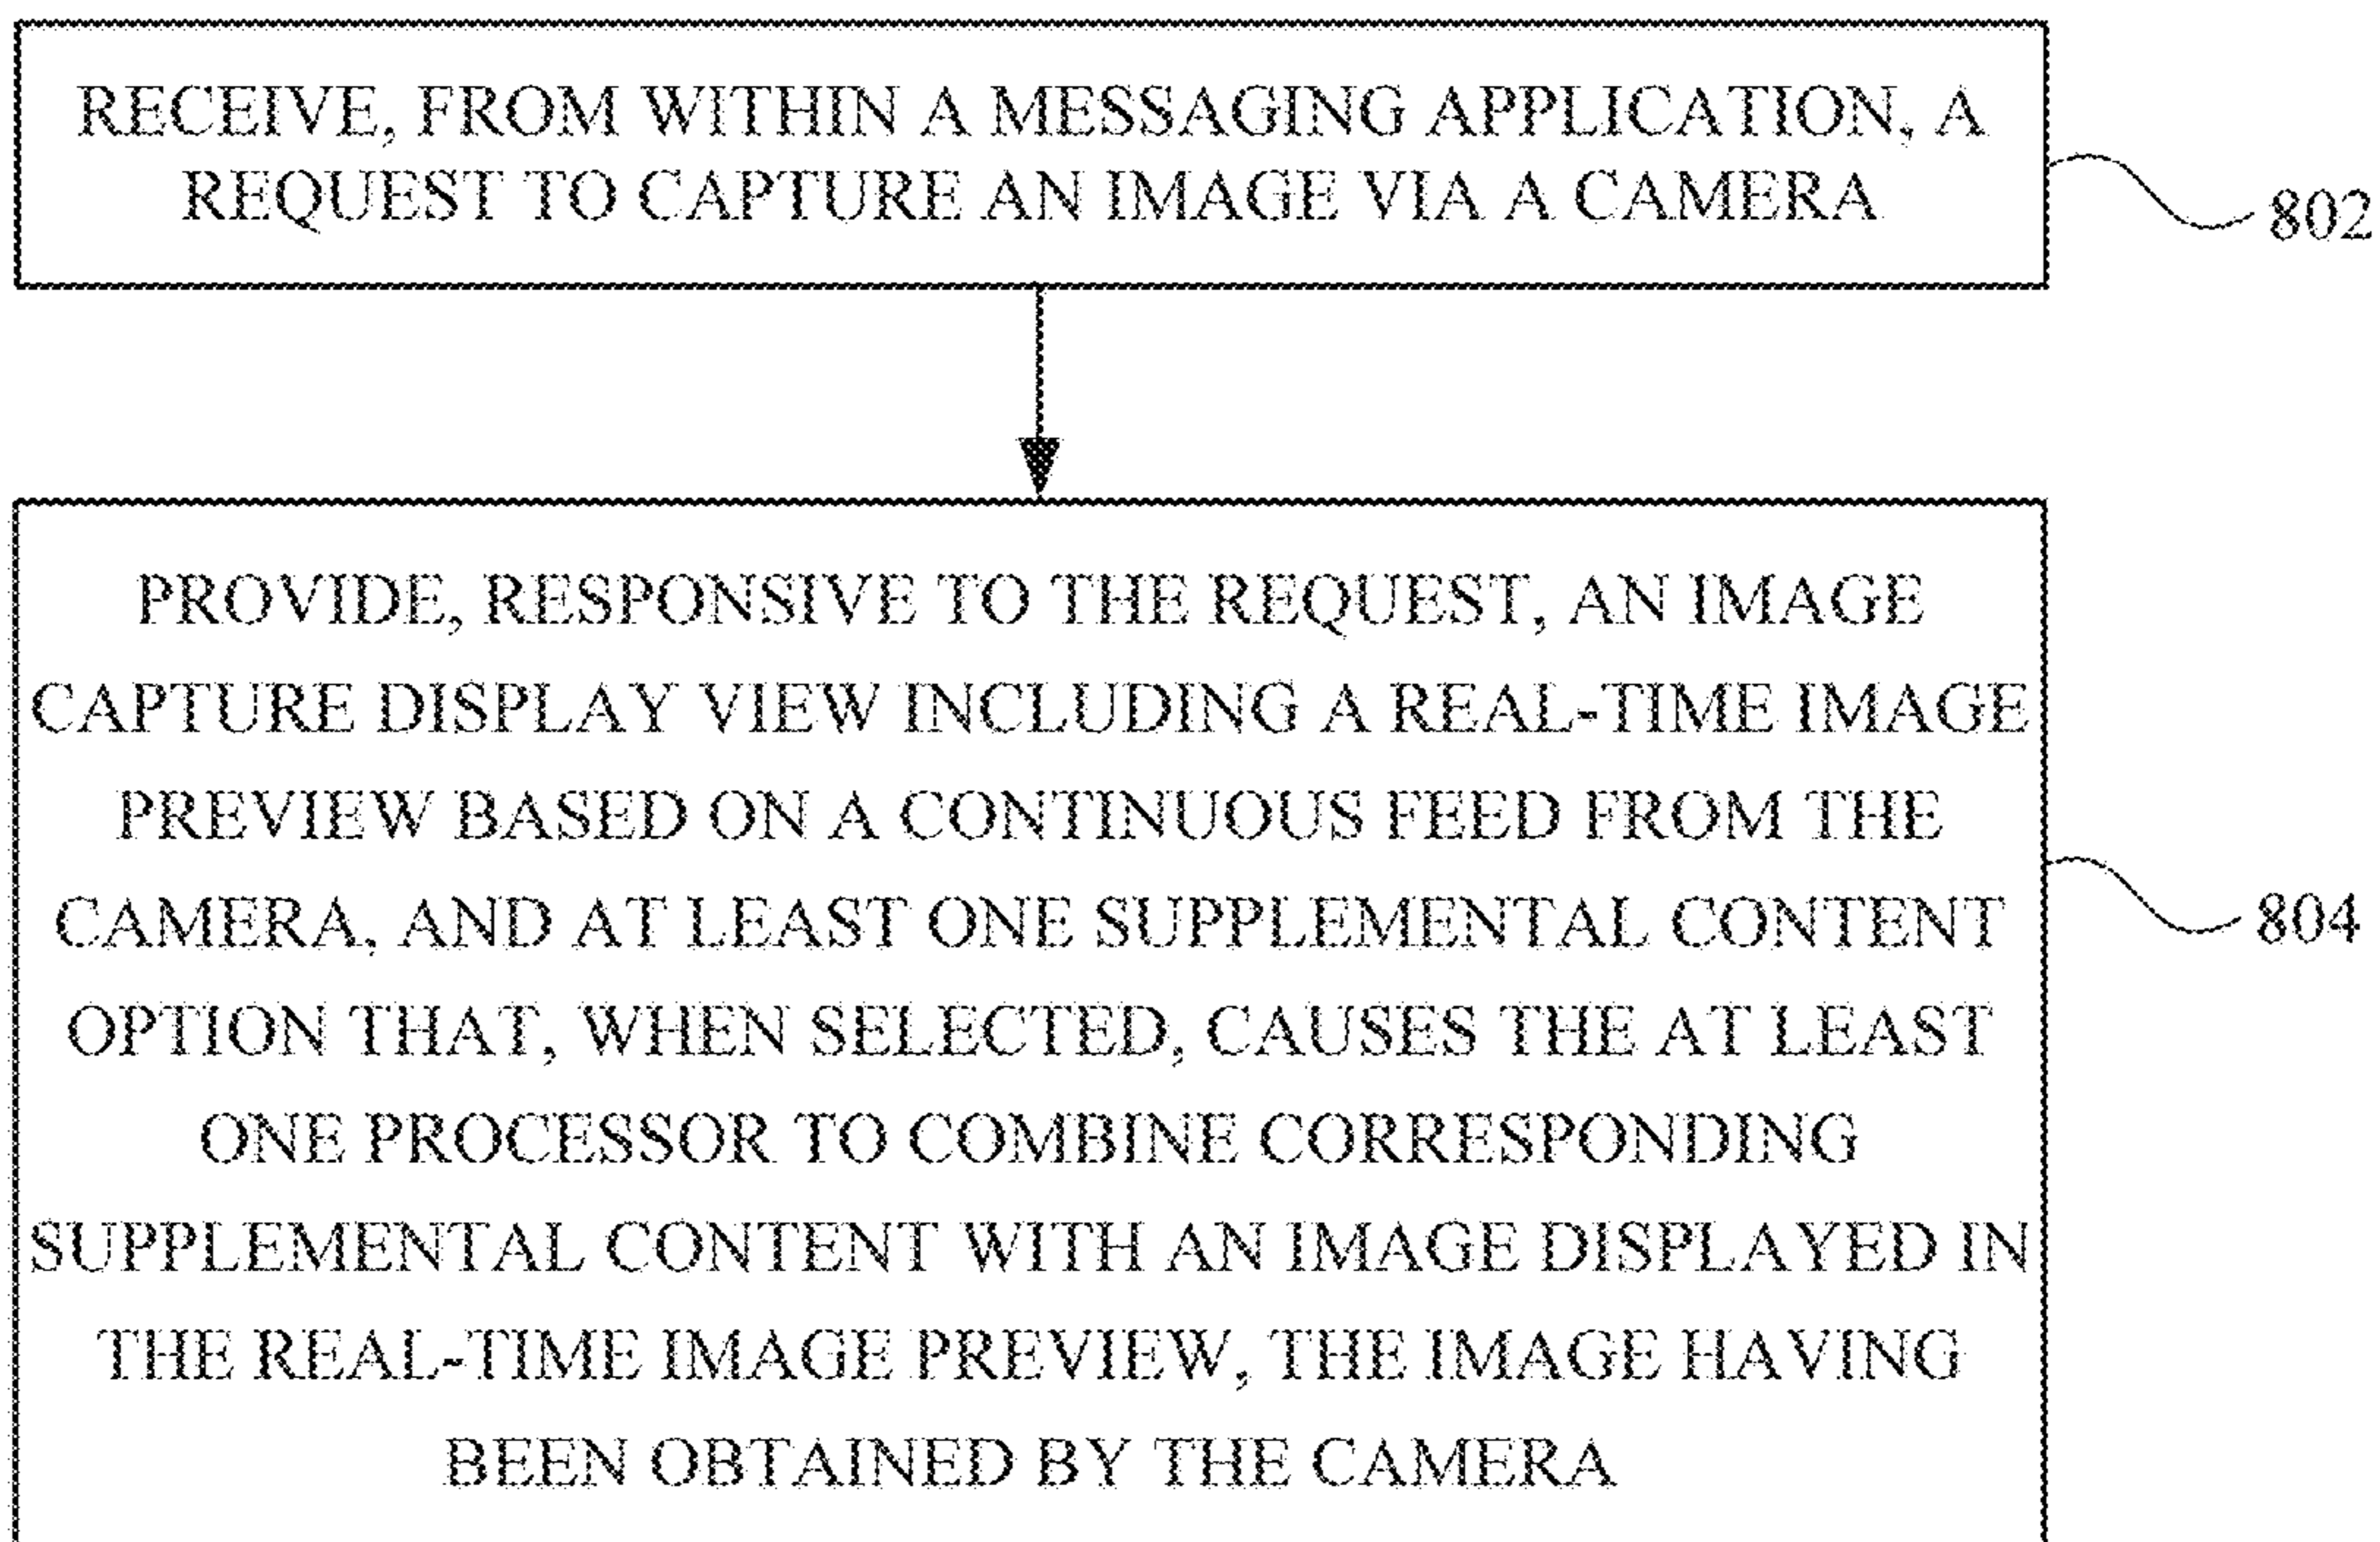 RECEIVE, FROM WITHIN A MESSAGING APPLICATION, A
REQUEST TO CAPTURE AN IMAGE VIA A CAMERA
802
PROVIDE, RESPONSIVE TO THE REQUEST, AN IMAGE
CAPTURE DISPLAY VIEW INCLUDING A REAL-TIME IMAGE
PREVIEW BASED ON A CONTINUOUS FEED FROM THE
CAMERA, AND AT LEAST ONE SUPPLEMENTAL CONTENT
OPTION THAT, WHEN SELECTED, CAUSES THE AT LEAST
ONE PROCESSOR TO COMBINE CORRESPONDING
SUPPLEMENTAL CONTENT WITH AN IMAGE DISPLAYED IN
THE REAL-TIME IMAGE PREVIEW, THE IMAGE HAVING
BEEN OBTAINED BY THE CAMERA
804